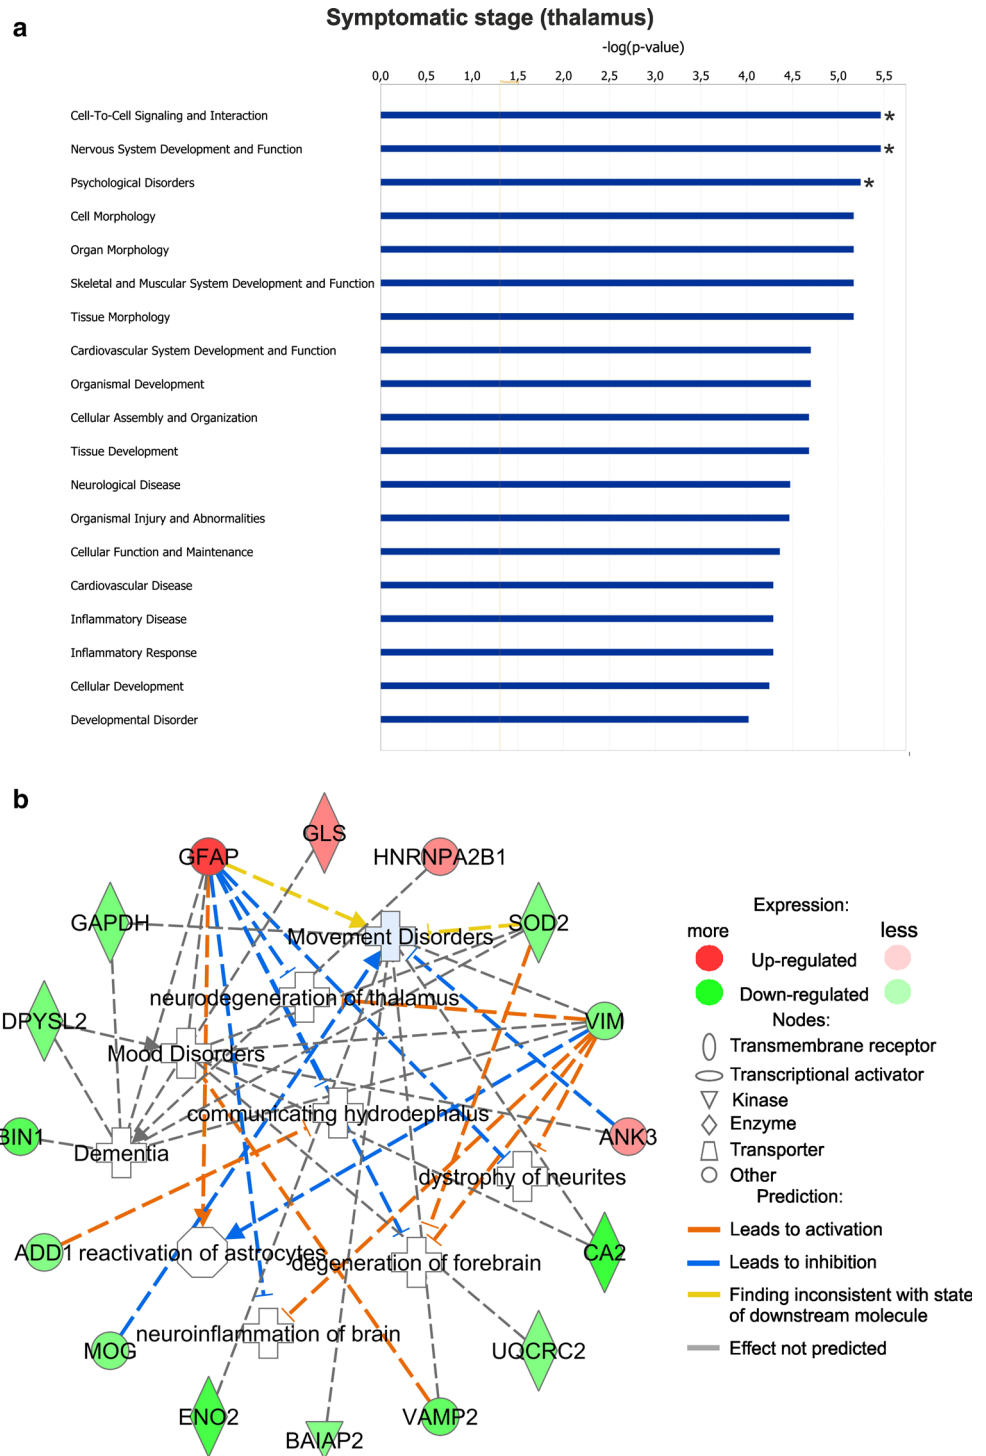 a
Symptomatic stage (thalamus)
-log(p-value)
0,0 0,5 1,0 1,5 2,0 2,5 3,0 3,5 4,0 4,5 5,0 5,5
Cell-To-Cell Signaling and Interaction *
Nervous System Development and Function *
Psychological Disorders *
Cell Morphology
Organ Morphology
Skeletal and Muscular System Development and Function
Tissue Morphology
Cardiovascular System Development and Function
Organismal Development
Cellular Assembly and Organization
Tissue Development
Neurological Disease
Organismal Injury and Abnormalities
Cellular Function and Maintenance
Cardiovascular Disease
Inflammatory Disease
Inflammatory Response
Cellular Development
Developmental Disorder
b
GLS
GFAP
HNRNPA2B1
GAPDH
SOD2
Movement Disorders
neurodegeneration of thalamus
DPYSL2
VIM
Mood Disorders
communicating hydrocephalus
BIN1
ANK3
Dementia
dystrophy of neurites
ADD1
reactivation of astrocytes
degeneration of forebrain
CA2
neuroinflammation of brain
MOG
UQCRC2
ENO2
VAMP2
BAIAP2
Expression:
more less
Up-regulated
Down-regulated
Nodes:
Transmembrane receptor
Transcriptional activator
Kinase
Enzyme
Transporter
Other
Prediction:
Leads to activation
Leads to inhibition
Finding inconsistent with state
of downstream molecule
Effect not predicted